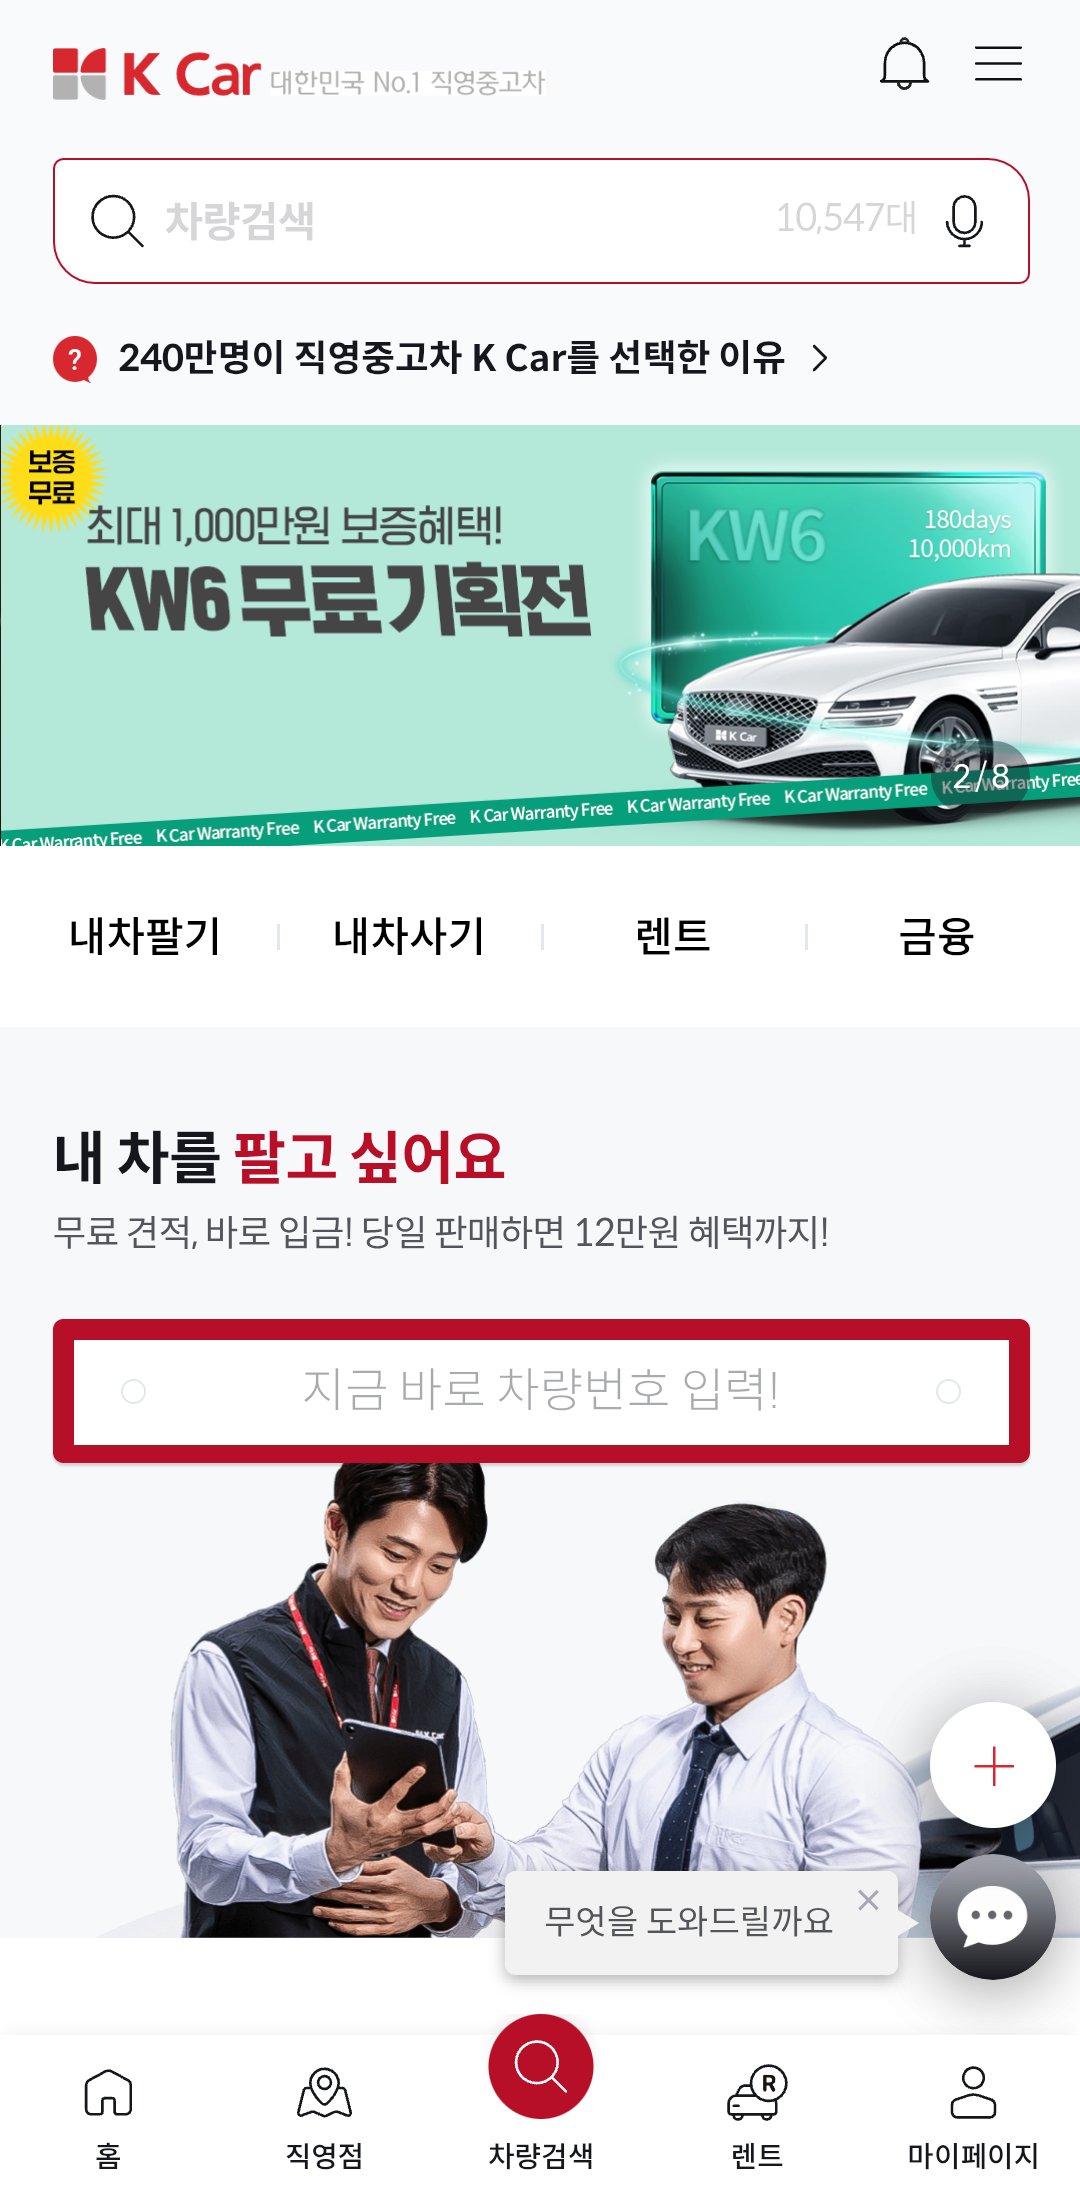 K Car 대한민국 No.1 직영중고차
차량검색 10,547대
? 240만명이 직영중고차 K Car를 선택한 이유
보증
무료
최대 1,000만원 보증혜택!
KW6 무료 기획전
KW6
180days
10,000km
K Car
2/8
K Car Warranty Free K Car Warranty Free K Car Warranty Free K Car Warranty Free K Car Warranty Free K Car Warranty Free K Car Warranty Free
내차팔기
내차사기
렌트
금융
내 차를 팔고 싶어요
무료 견적, 바로 입금! 당일 판매하면 12만원 혜택까지!
지금 바로 차량번호 입력!
무엇을 도와드릴까요
R
홈
직영점
차량검색
렌트
마이페이지